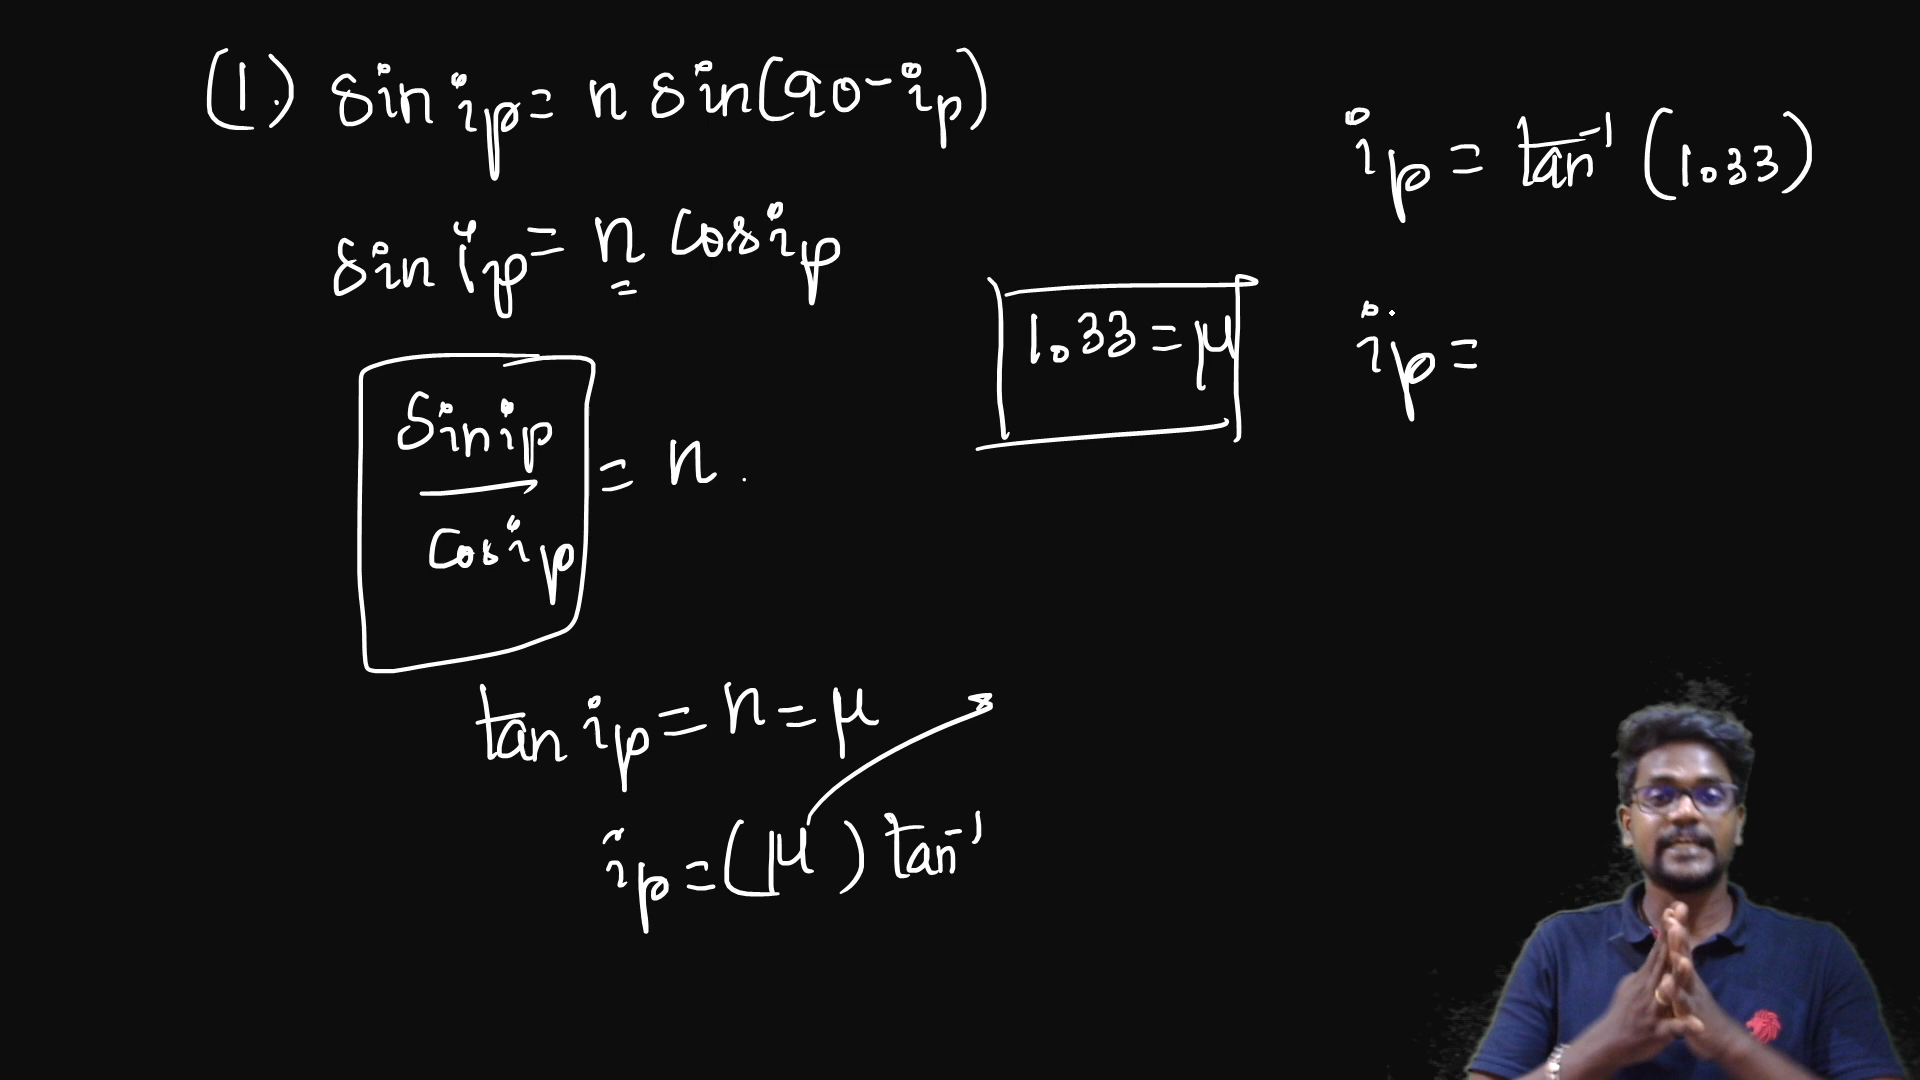 (1.) sin ip = n sin(90-ip)
sin ip = n cos ip
sin ip
cos ip
= n.
tan ip = n = μ
ip = (μ) tan⁻¹
1.33 = μ
ip = tan⁻¹ (1.33)
ip =